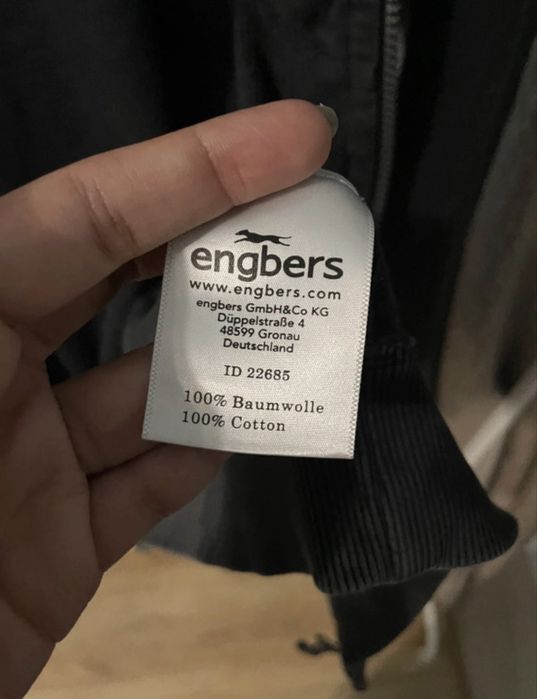 engbers
www.engbers.com
engbers GmbH&Co KG
Düppelstraße 4
48599 Gronau
Deutschland
ID 22685
100% Baumwolle
100% Cotton